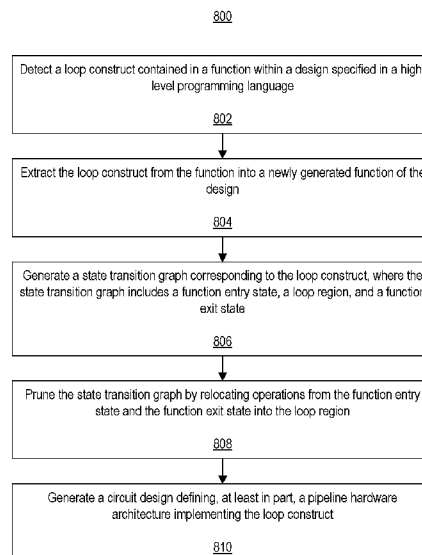 800
Detect a loop construct contained in a function within a design specified in a high
level programming language
802
Extract the loop construct from the function into a newly generated function of the
design
804
Generate a state transition graph corresponding to the loop construct, where the
state transition graph includes a function entry state, a loop region, and a function
exit state
806
Prune the state transition graph by relocating operations from the function entry
state and the function exit state into the loop region
808
Generate a circuit design defining, at least in part, a pipeline hardware
architecture implementing the loop construct
810